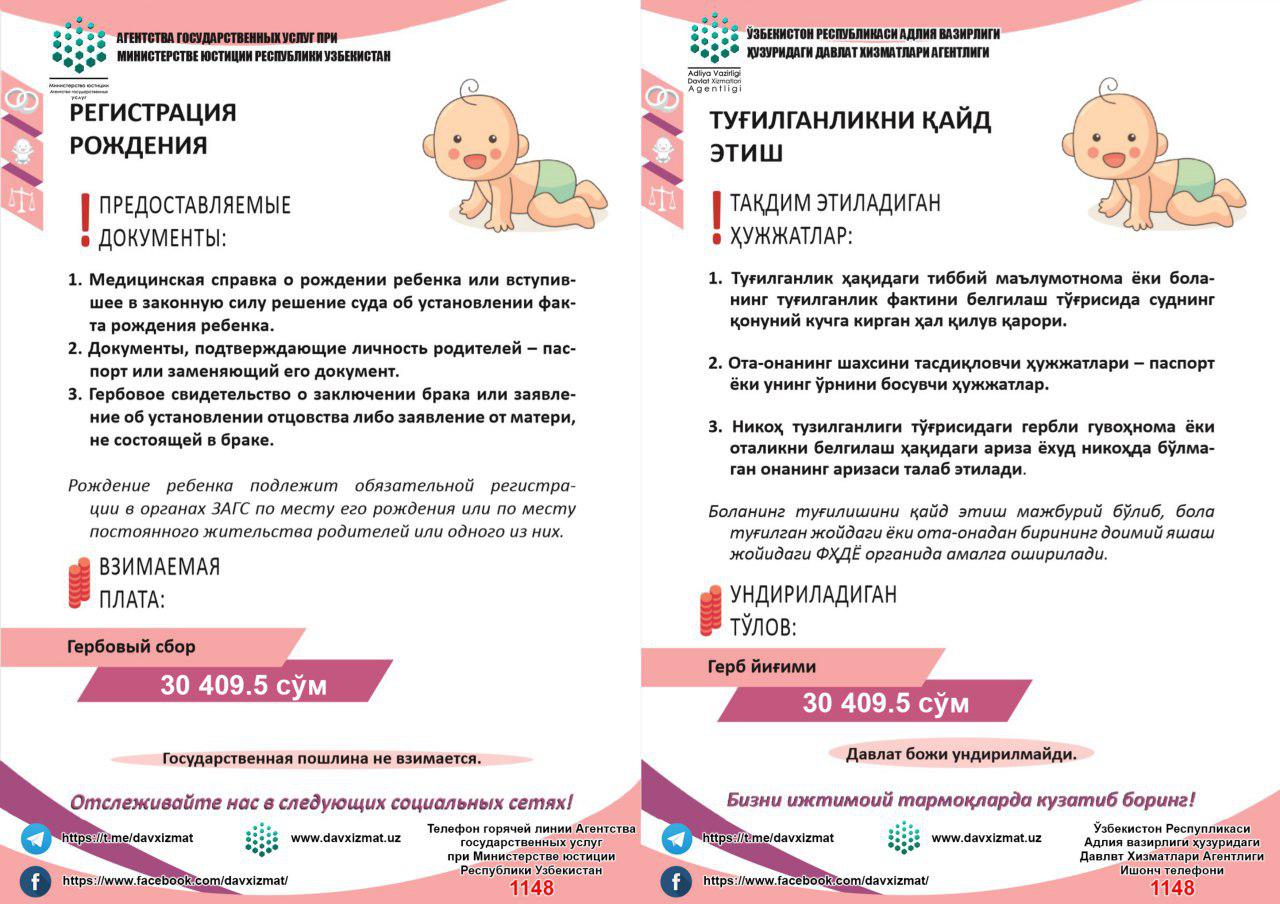 АГЕНТСТВА ГОСУДАРСТВЕННЫХ УСЛУГ ПРИ
МИНИСТЕРСТВЕ ЮСТИЦИИ РЕСПУБЛИКИ УЗБЕКИСТАН
Министерства юстиции
Агентство государственных
услуг
РЕГИСТРАЦИЯ
РОЖДЕНИЯ
ПРЕДОСТАВЛЯЕМЫЕ
ДОКУМЕНТЫ:
1. Медицинская справка о рождении ребенка или вступив-
шее в законную силу решение суда об установлении фак-
та рождения ребенка.
2. Документы, подтверждающие личность родителей – пас-
порт или заменяющий его документ.
3. Гербовое свидетельство о заключении брака или заявле-
ние об установлении отцовства либо заявление от матери,
не состоящей в браке.
Рождение ребенка подлежит обязательной регистра-
ции в органах ЗАГС по месту его рождения или по месту
постоянного жительства родителей или одного из них.
ВЗИМАЕМАЯ
ПЛАТА:
Гербовый сбор
30 409.5 сўм
Государственная пошлина не взимается.
Отслеживайте нас в следующих социальных сетях!
https://t.me/davxizmat
www.davxizmat.uz
https://www.facebook.com/davxizmat/
Телефон горячей линии Агентства
государственных услуг
при Министерстве юстиции
Республики Узбекистан
1148
ЎЗБЕКИСТОН РЕСПУБЛИКАСИ АДЛИЯ ВАЗИРЛИГИ
ҲУЗУРИДАГИ ДАВЛАТ ХИЗМАТЛАРИ АГЕНТЛИГИ
Adliya Vazirligi
Davlat Xizmatlari
Agentligi
ТУҒИЛГАНЛИКНИ ҚАЙД
ЭТИШ
ТАҚДИМ ЭТИЛАДИГАН
ҲУЖЖАТЛАР:
1. Туғилганлик ҳақидаги тиббий маълумотнома ёки бола-
нинг туғилганлик фактини белгилаш тўғрисида суднинг
қонуний кучга кирган ҳал қилув қарори.
2. Ота-онанинг шахсини тасдиқловчи ҳужжатлари – паспорт
ёки унинг ўрнини босувчи ҳужжатлар.
3. Никоҳ тузилганлиги тўғрисидаги гербли гувоҳнома ёки
оталикни белгилаш ҳақидаги ариза ёхуд никоҳда бўлма-
ган онанинг аризаси талаб этилади.
Боланинг туғилишини қайд этиш мажбурий бўлиб, бола
туғилган жойдаги ёки ота-онадан бирининг доимий яшаш
жойидаги ФҲДЁ органида амалга оширилади.
УНДИРИЛАДИГАН
ТЎЛОВ:
Герб йиғими
30 409.5 сўм
Давлат божи ундирилмайди.
Бизни ижтимоий тармоқларда кузатиб боринг!
https://t.me/davxizmat
www.davxizmat.uz
https://www.facebook.com/davxizmat/
Ўзбекистон Респупликаси
Адлия вазирлиги ҳузуридаги
Давлвт Хизматлари Агентлиги
Ишонч телефони
1148